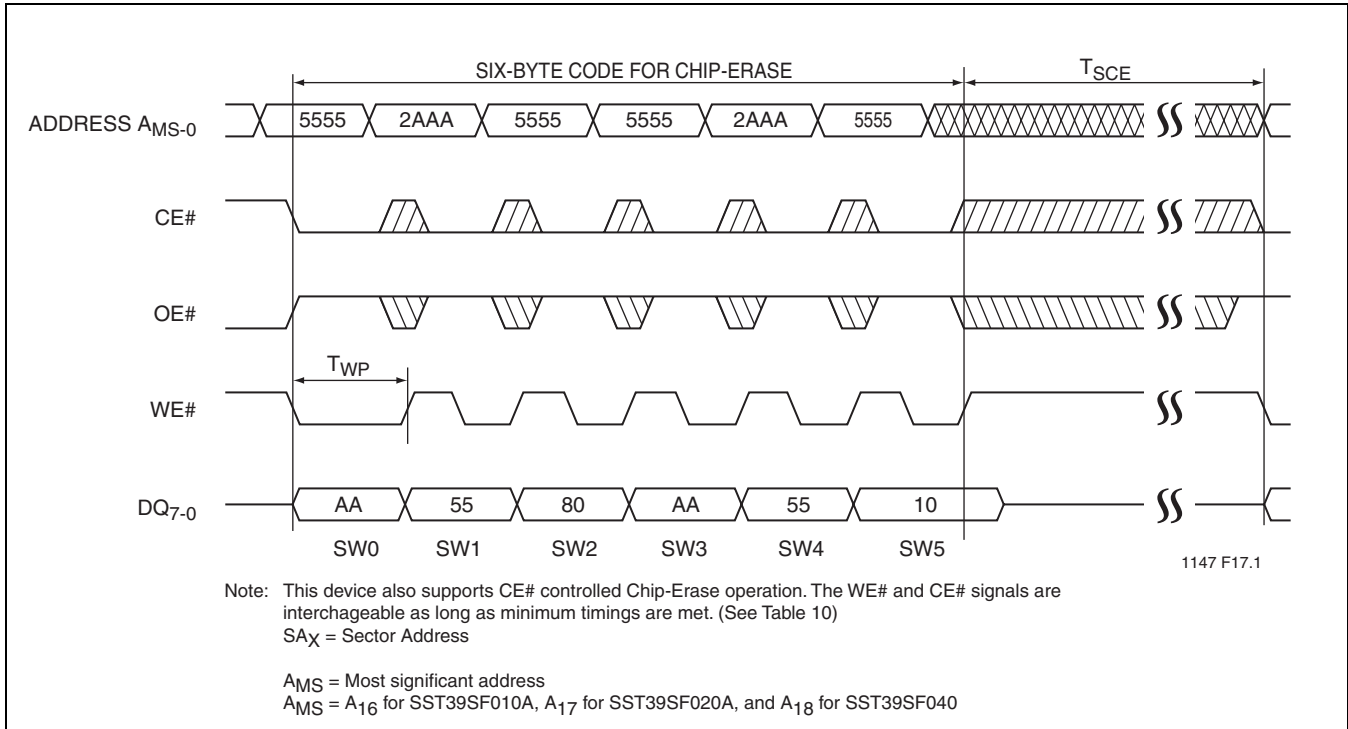 SIX-BYTE CODE FOR CHIP-ERASE TSCE
ADDRESS AMS-0 5555 2AAA 5555 5555 2AAA 5555
CE#
OE#
TWP
WE#
DQ7-0 AA 55 80 AA 55 10
SW0 SW1 SW2 SW3 SW4 SW5
1147 F17.1
Note: This device also supports CE# controlled Chip-Erase operation. The WE# and CE# signals are
interchageable as long as minimum timings are met. (See Table 10)
SAX = Sector Address
AMS = Most significant address
AMS = A16 for SST39SF010A, A17 for SST39SF020A, and A18 for SST39SF040